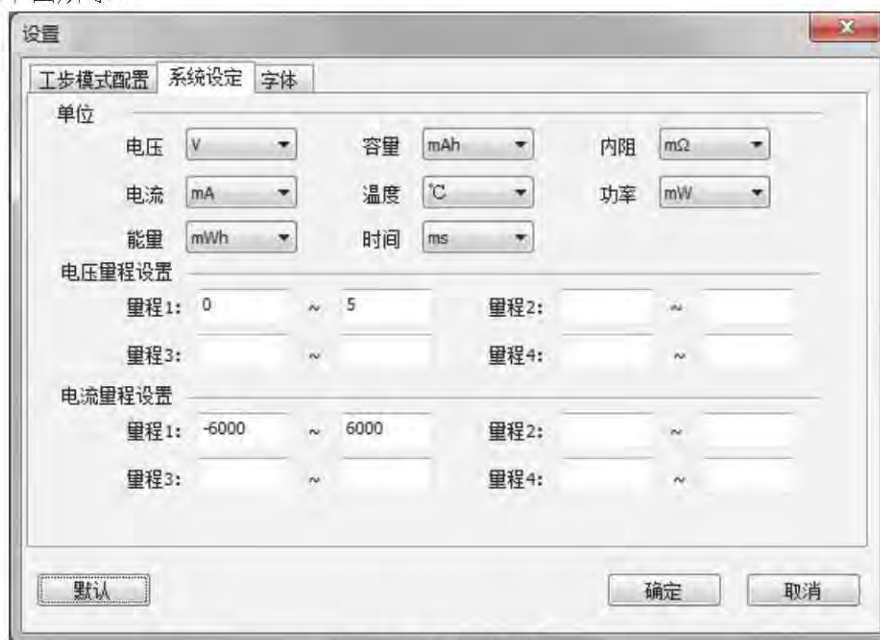 设置
工步模式配置 系统设定 字体
单位
电压 V 容量 mAh 内阻 mΩ
电流 mA 温度 ℃ 功率 mW
能量 mWh 时间 ms
电压量程设置
量程1: 0 ~ 5 量程2: ~
量程3: ~ 量程4: ~
电流量程设置
量程1: -6000 ~ 6000 量程2: ~
量程3: ~ 量程4: ~
默认 确定 取消